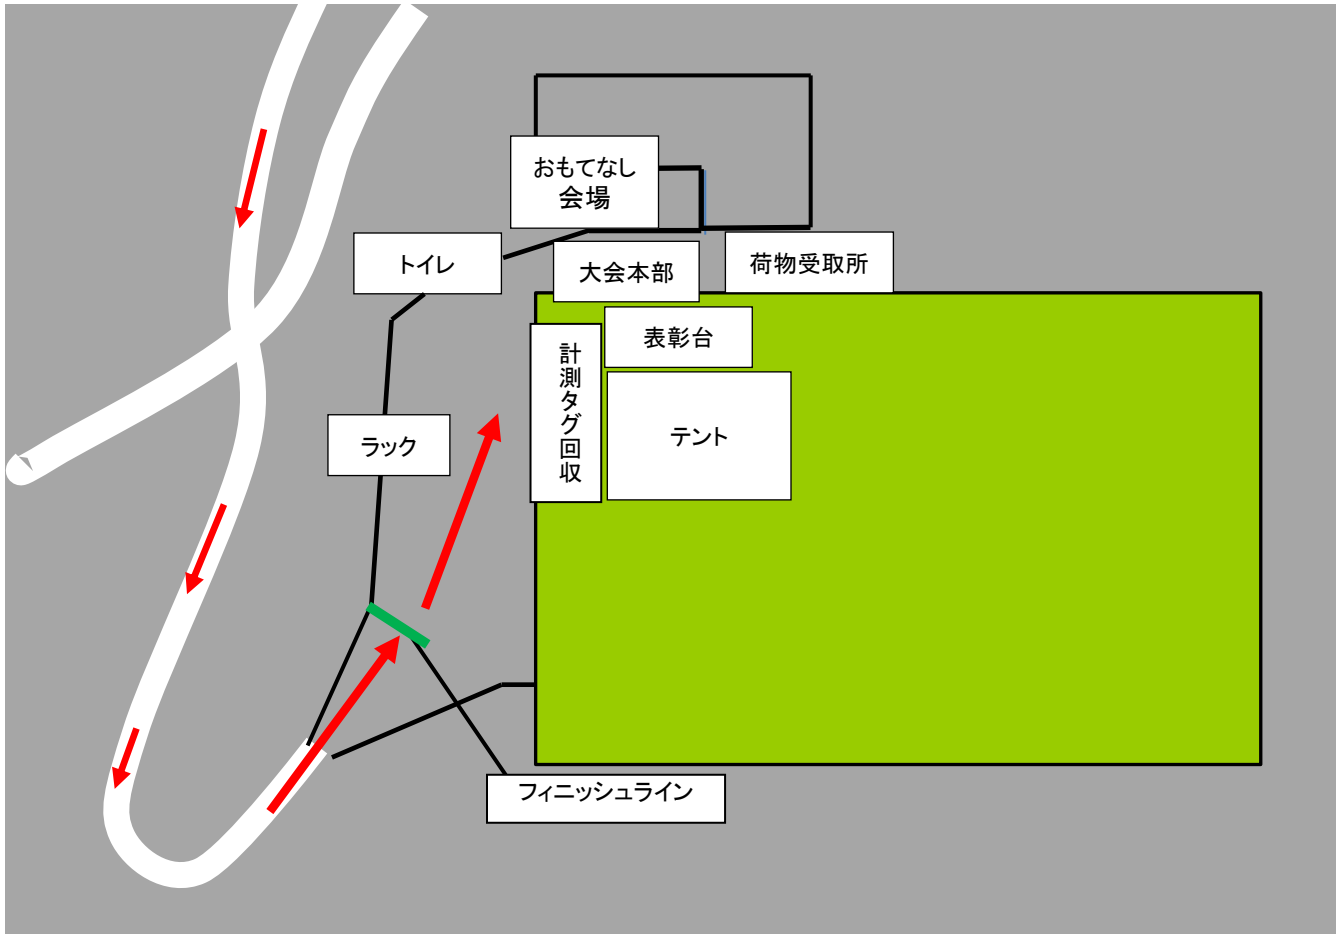 おもてなし
会場
トイレ
大会本部
荷物受取所
表彰台
計測タグ回収
テント
ラック
フィニッシュライン